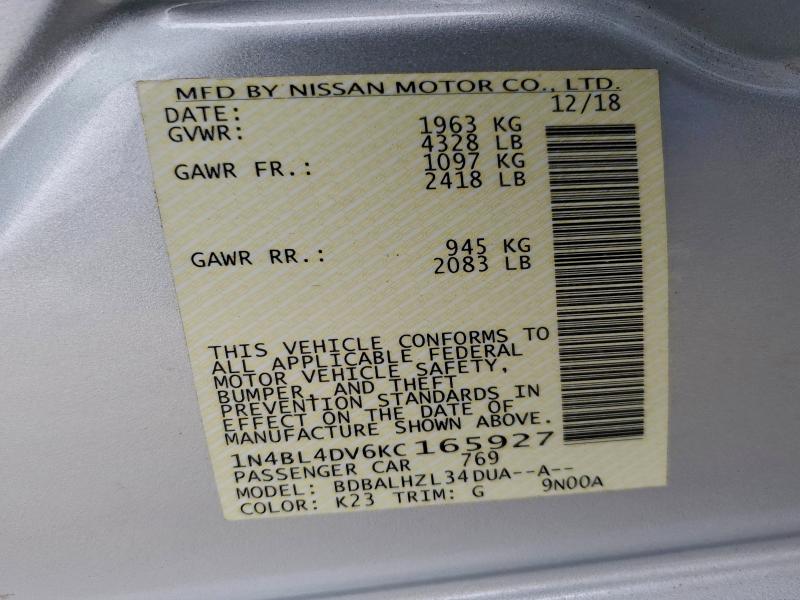 MFD BY NISSAN MOTOR CO., LTD.
DATE: 12/18
GVWR: 1963 KG
4328 LB
GAWR FR.: 1097 KG
2418 LB
GAWR RR.: 945 KG
2083 LB
THIS VEHICLE CONFORMS TO
ALL APPLICABLE FEDERAL
MOTOR VEHICLE SAFETY,
BUMPER, AND THEFT
PREVENTION STANDARDS IN
EFFECT ON THE DATE OF
MANUFACTURE SHOWN ABOVE.
1N4BL4DV6KC165927
PASSENGER CAR 769
MODEL: BDBALHZL34DUA--A--
COLOR: K23 TRIM: G 9N00A